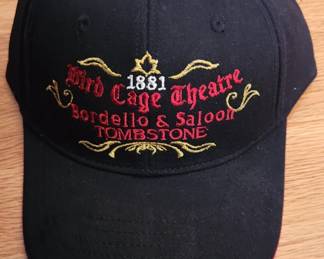 1881
Bird Cage Theatre
Bordello & Saloon
TOMBSTONE